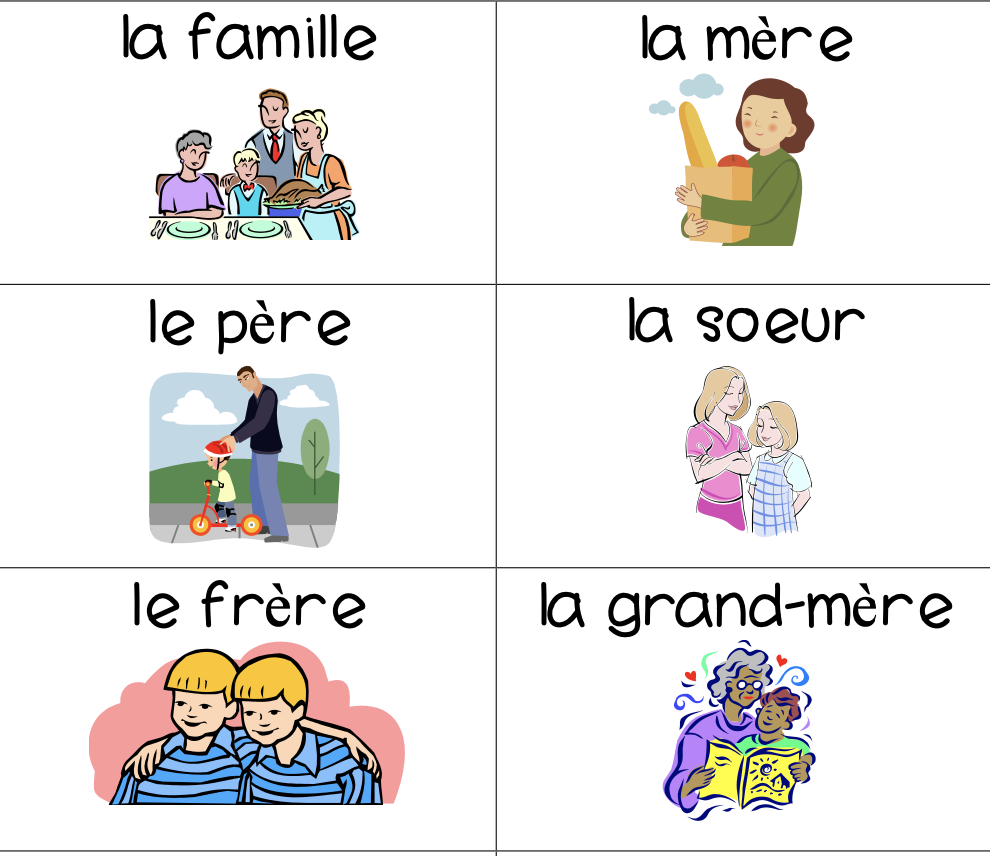 la famille
la mère
le père
la soeur
le frère
la grand-mère